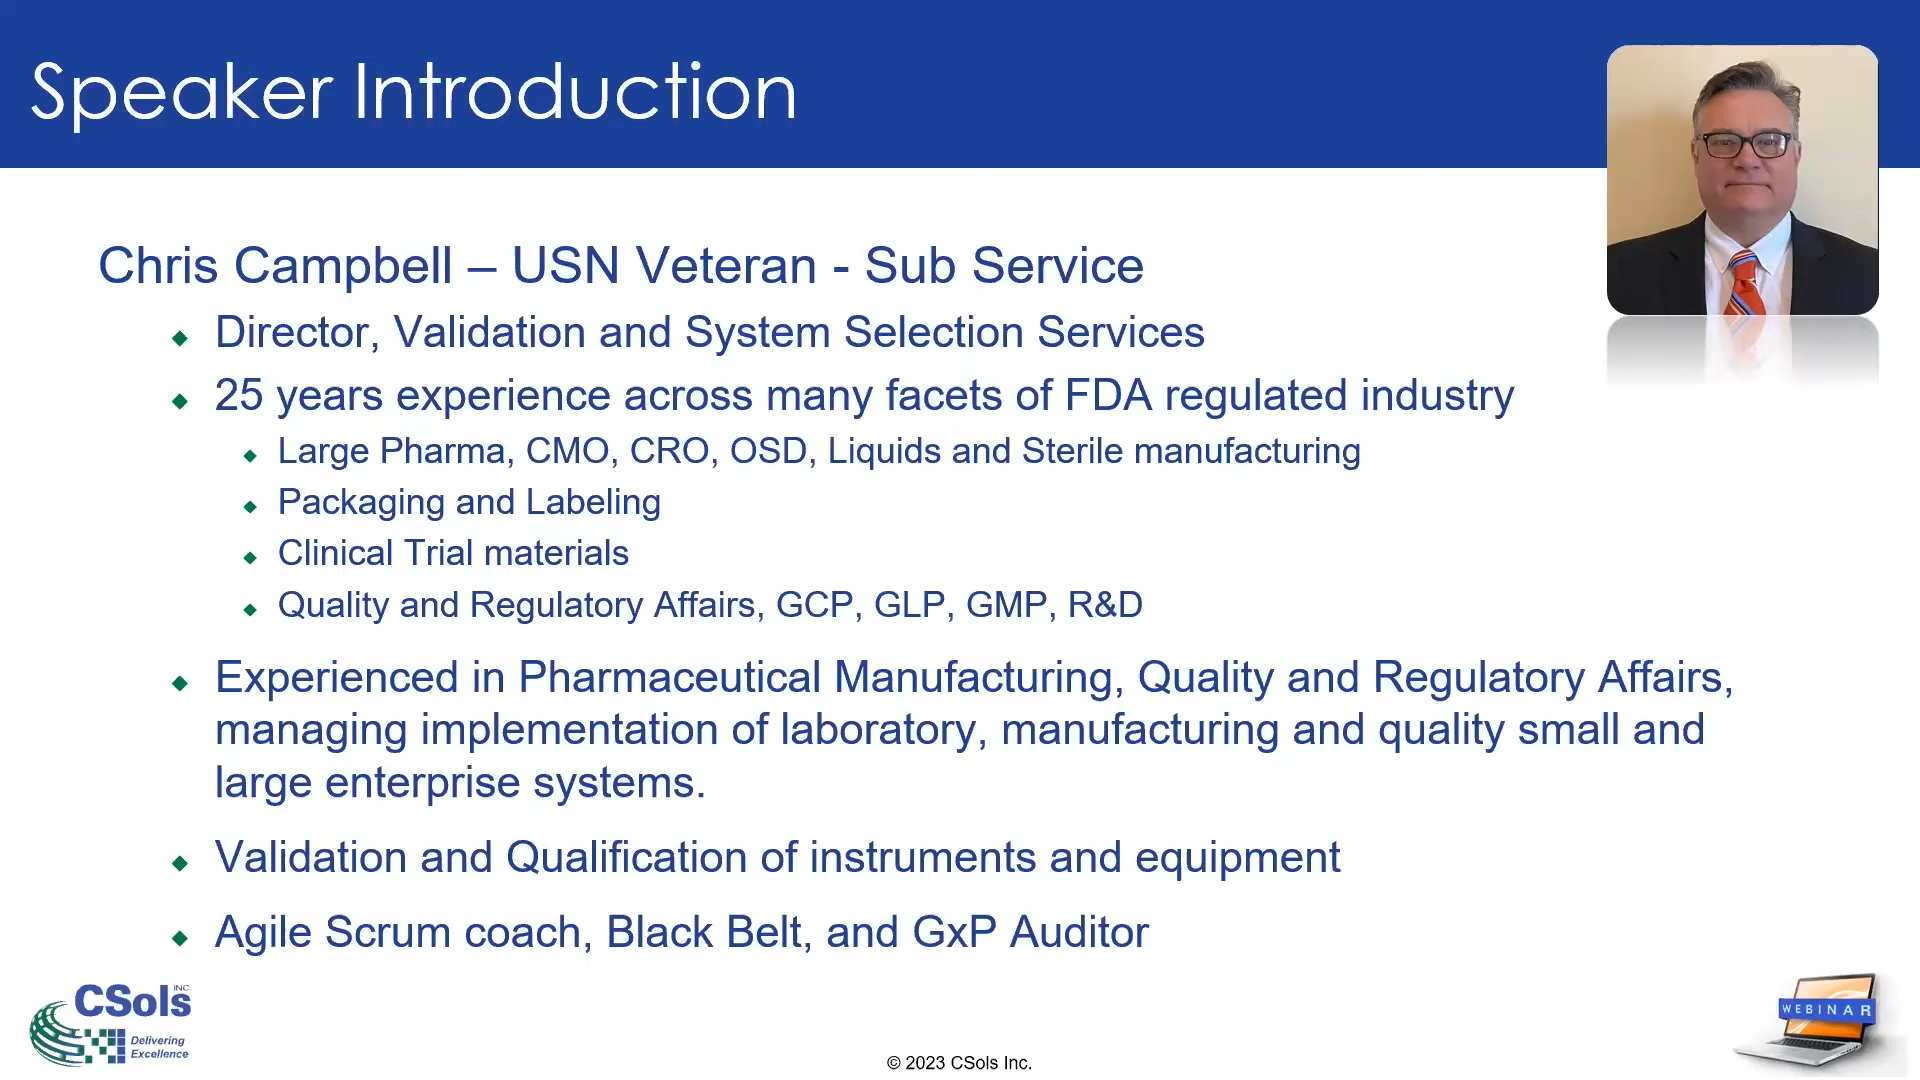 Speaker Introduction
Chris Campbell – USN Veteran - Sub Service
Director, Validation and System Selection Services
25 years experience across many facets of FDA regulated industry
Large Pharma, CMO, CRO, OSD, Liquids and Sterile manufacturing
Packaging and Labeling
Clinical Trial materials
Quality and Regulatory Affairs, GCP, GLP, GMP, R&D
Experienced in Pharmaceutical Manufacturing, Quality and Regulatory Affairs,
managing implementation of laboratory, manufacturing and quality small and
large enterprise systems.
Validation and Qualification of instruments and equipment
Agile Scrum coach, Black Belt, and GxP Auditor
CSols INC.
Delivering
Excellence
© 2023 CSols Inc.
WEBINAR